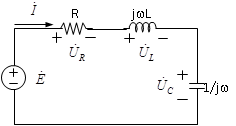 İ R jωL
+ U̇R − + U̇L −
+ Ė −
U̇C + − 1/jω